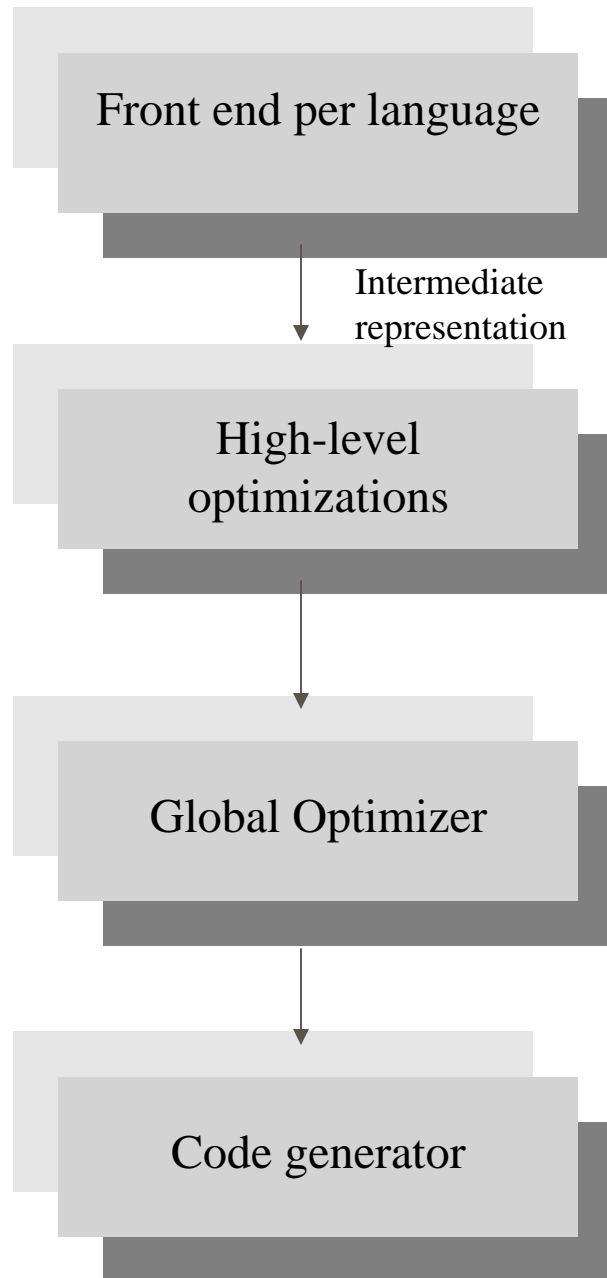 Front end per language
Intermediate
representation
High-level
optimizations
Global Optimizer
Code generator